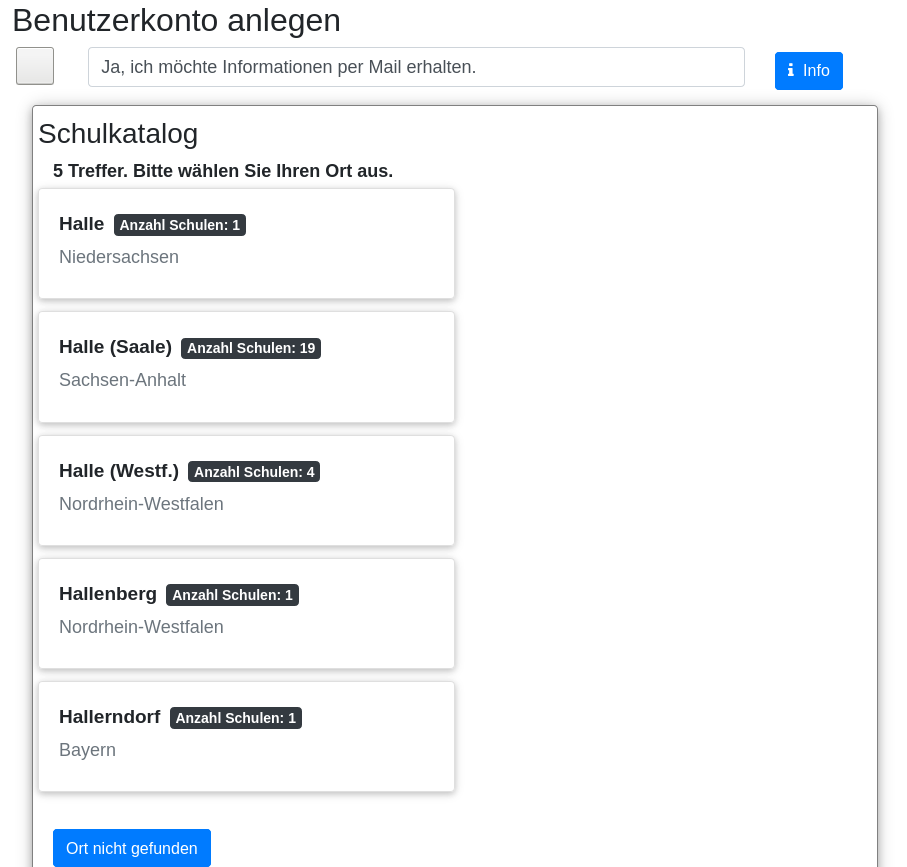 Benutzerkonto anlegen
Ja, ich möchte Informationen per Mail erhalten.
Info
Schulkatalog
5 Treffer. Bitte wählen Sie Ihren Ort aus.
Halle Anzahl Schulen: 1
Niedersachsen
Halle (Saale) Anzahl Schulen: 19
Sachsen-Anhalt
Halle (Westf.) Anzahl Schulen: 4
Nordrhein-Westfalen
Hallenberg Anzahl Schulen: 1
Nordrhein-Westfalen
Hallerndorf Anzahl Schulen: 1
Bayern
Ort nicht gefunden